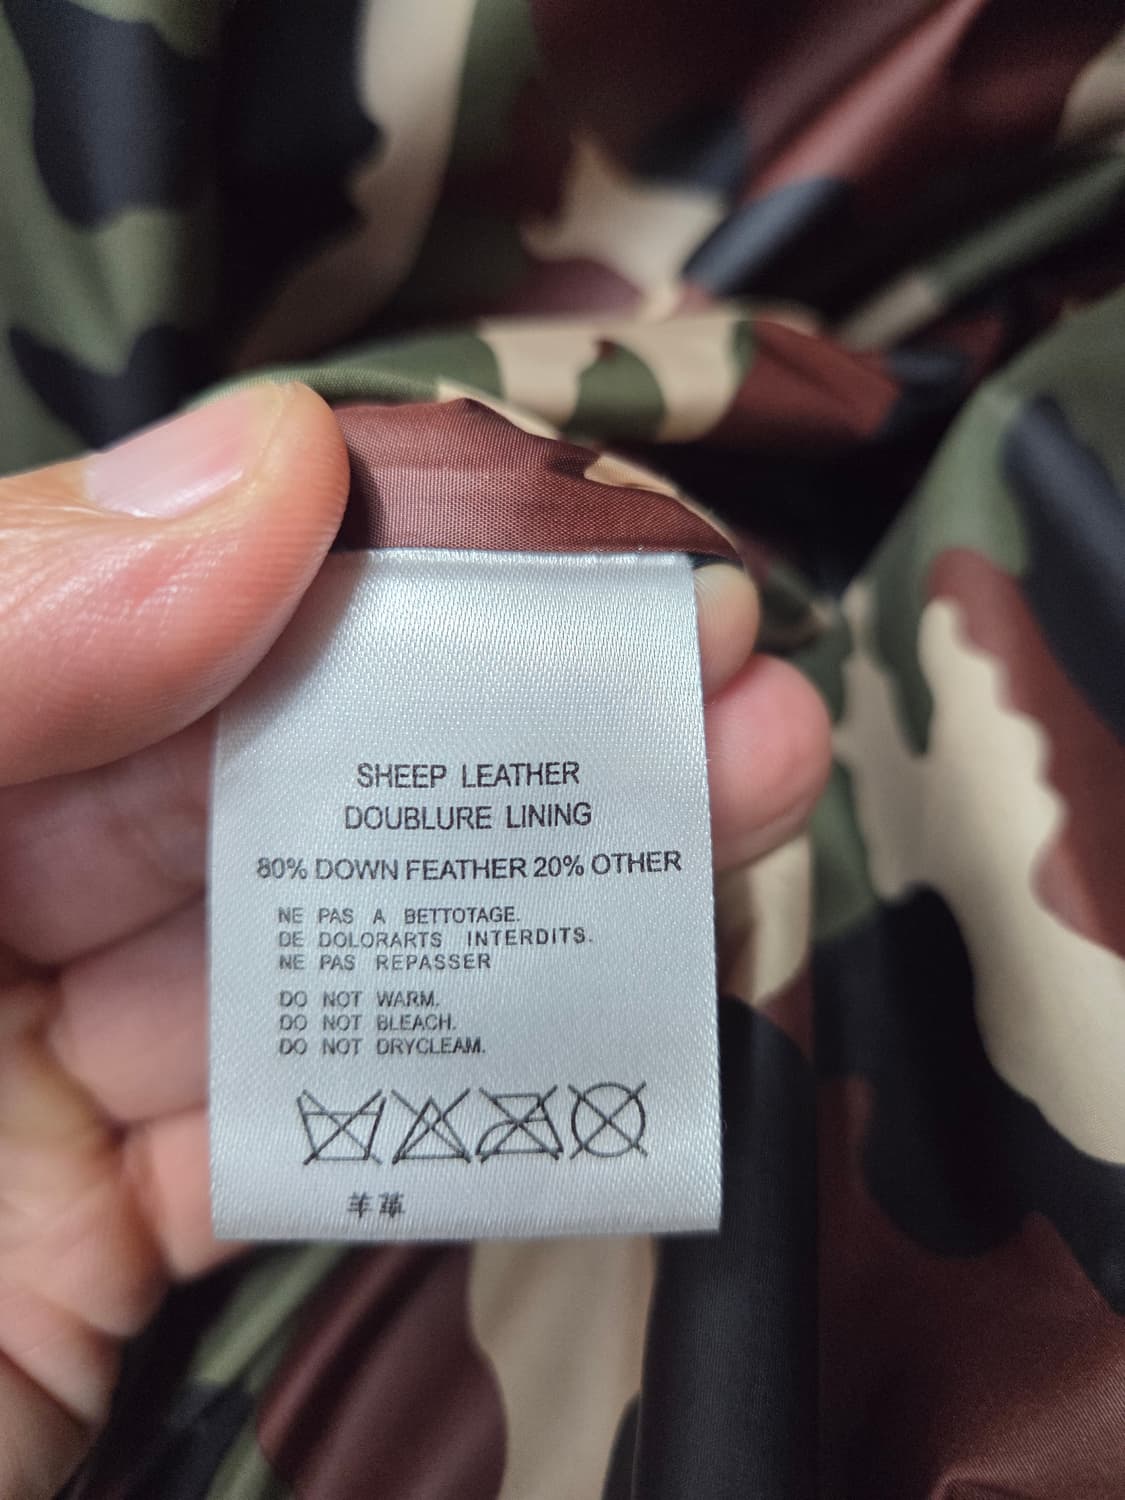 SHEEP LEATHER
DOUBLURE LINING
80% DOWN FEATHER 20% OTHER
NE PAS A BETTOTAGE.
DE DOLORARTS INTERDITS.
NE PAS REPASSER
DO NOT WARM.
DO NOT BLEACH.
DO NOT DRYCLEAM.
羊革